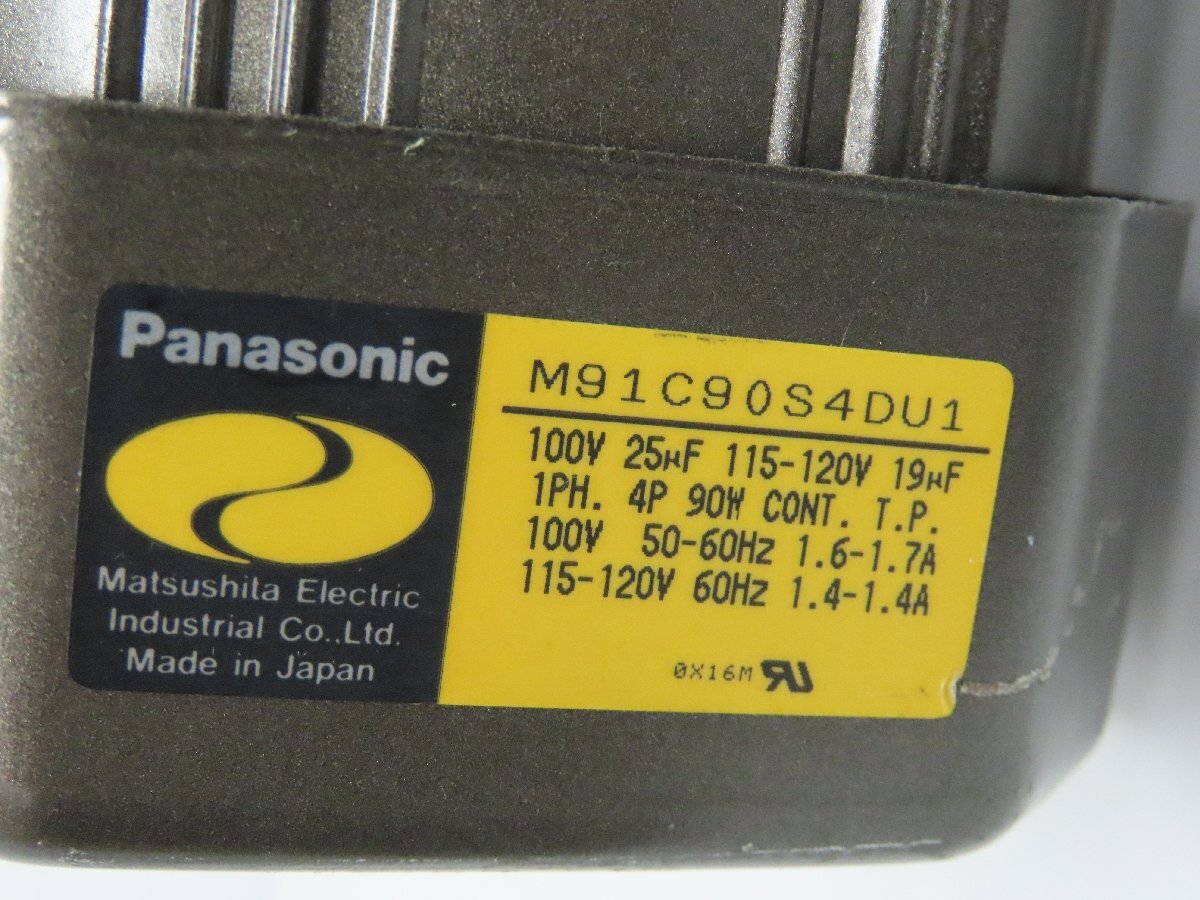 Panasonic
Matsushita Electric
Industrial Co.,Ltd.
Made in Japan
M91C90S4DU1
100V 25μF 115-120V 19μF
1PH. 4P 90W CONT. T.P.
100V 50-60Hz 1.6-1.7A
115-120V 60Hz 1.4-1.4A
0X16M